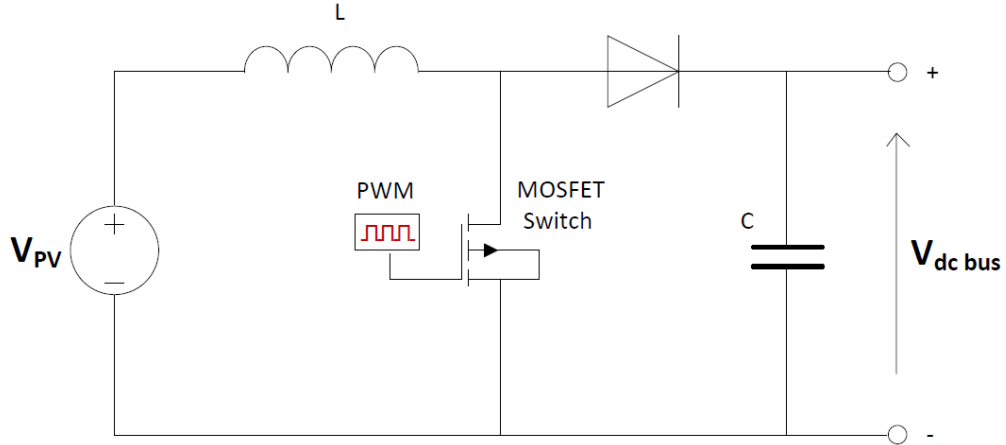 L
+
PWM
MOSFET
Switch
+
C
V_PV
V_dc bus
-